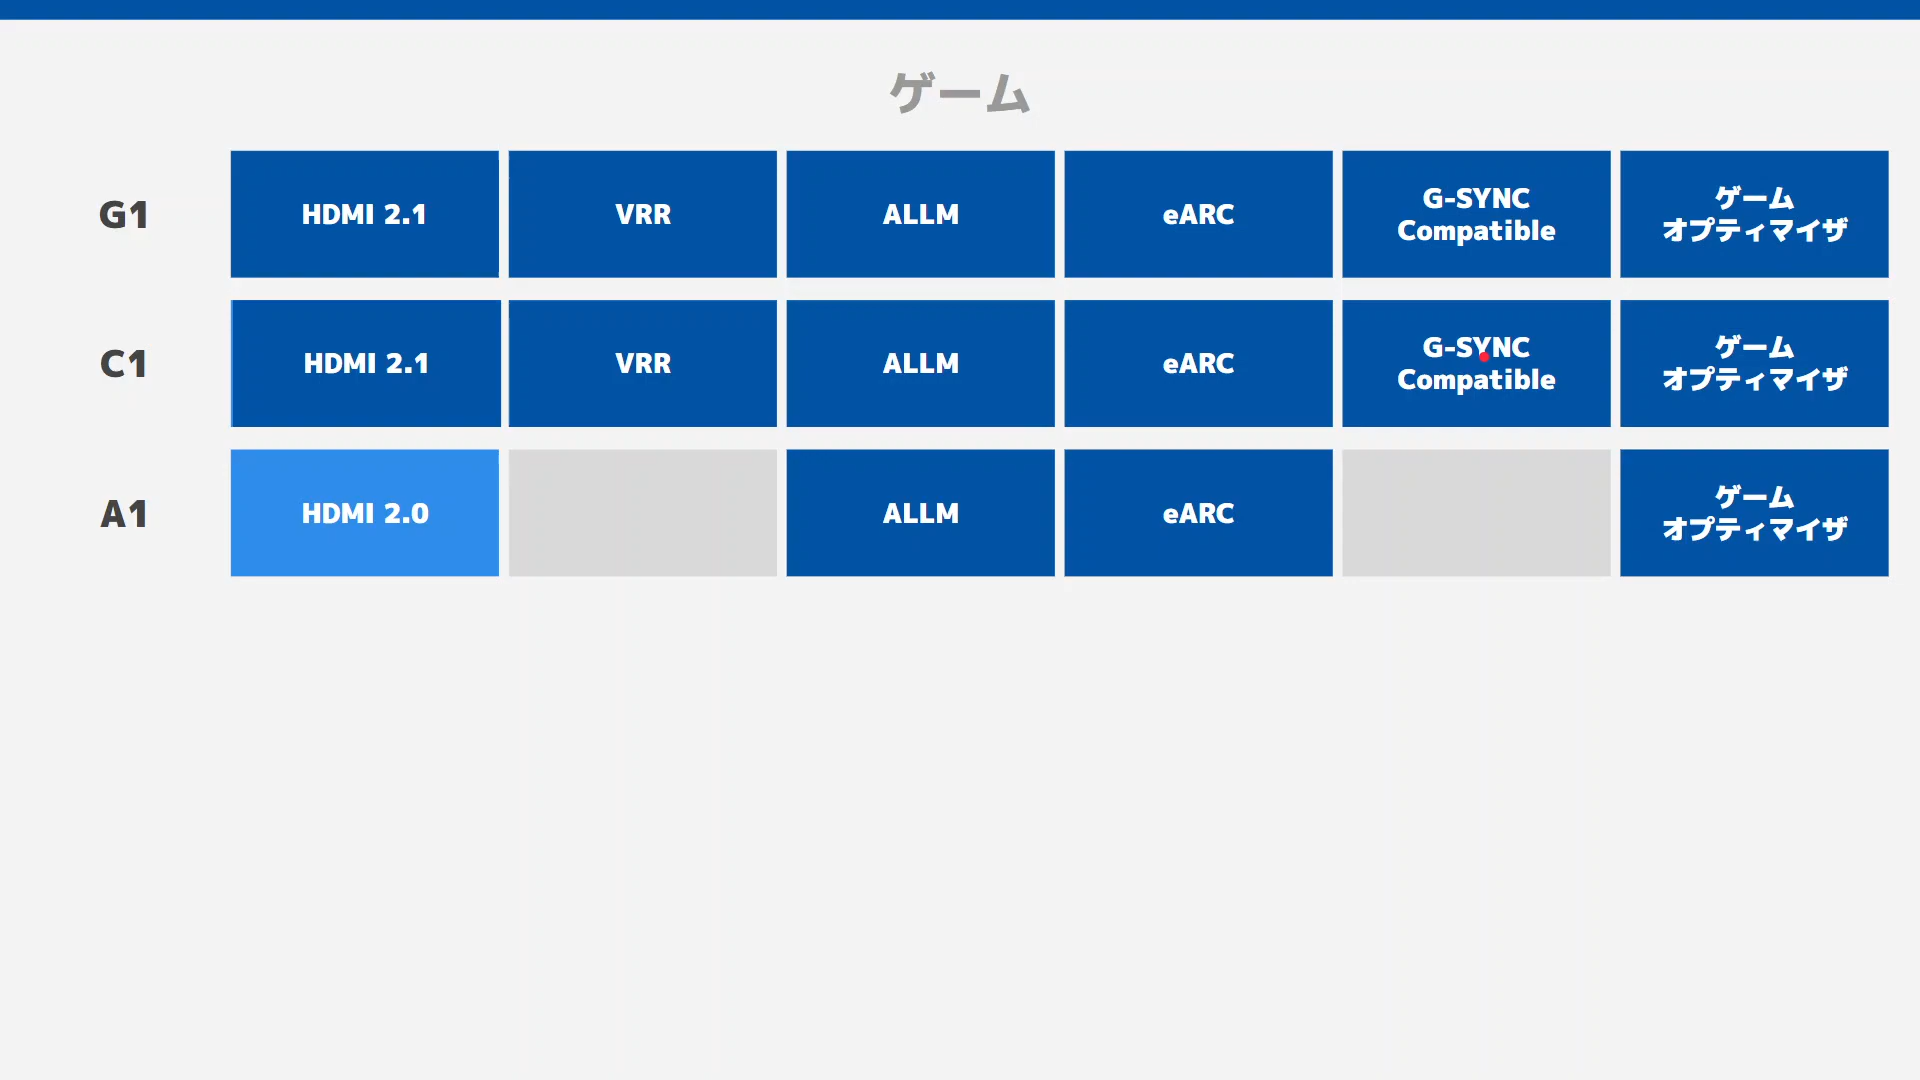 ゲーム
G1
HDMI 2.1
VRR
ALLM
eARC
G-SYNC
Compatible
ゲーム
オプティマイザ
C1
HDMI 2.1
VRR
ALLM
eARC
G-SYNC
Compatible
ゲーム
オプティマイザ
A1
HDMI 2.0
ALLM
eARC
ゲーム
オプティマイザ